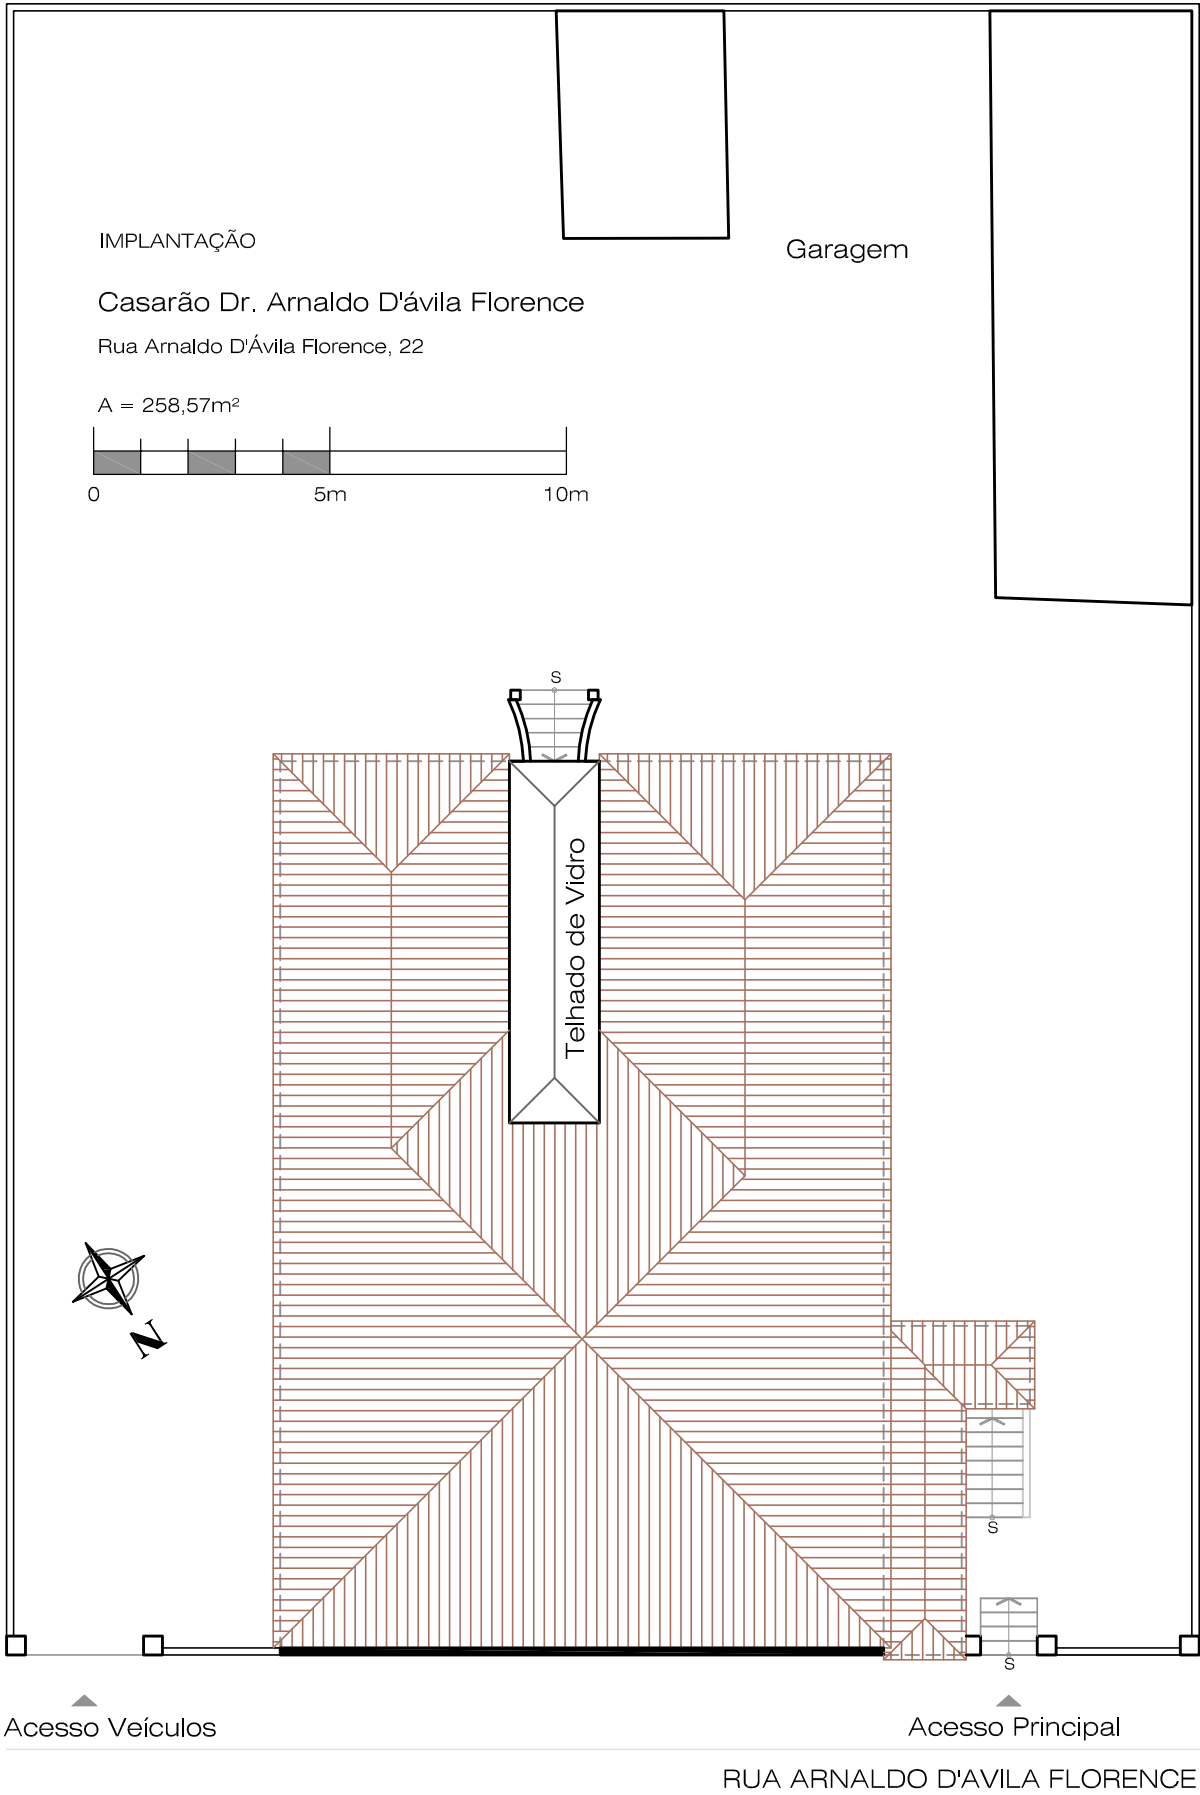 IMPLANTAÇÃO
Garagem
Casarão Dr. Arnaldo D'ávila Florence
Rua Arnaldo D'Ávila Florence, 22
A = 258,57m²
0 5m 10m
S
Telhado de Vidro
N
S
S
Acesso Veículos
Acesso Principal
RUA ARNALDO D'AVILA FLORENCE